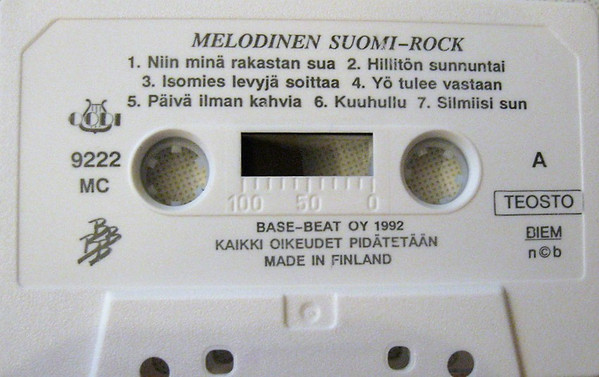 MELODINEN SUOMI-ROCK
1. Niin minä rakastan sua 2. Hillitön sunnuntai
3. Isomies levyjä soittaa 4. Yö tulee vastaan
5. Päivä ilman kahvia 6. Kuuhullu 7. Silmiisi sun
9222
MC
A
100 50 0
TEOSTO
BIEM
n©b
BASE-BEAT OY 1992
KAIKKI OIKEUDET PIDÄTETÄÄN
MADE IN FINLAND